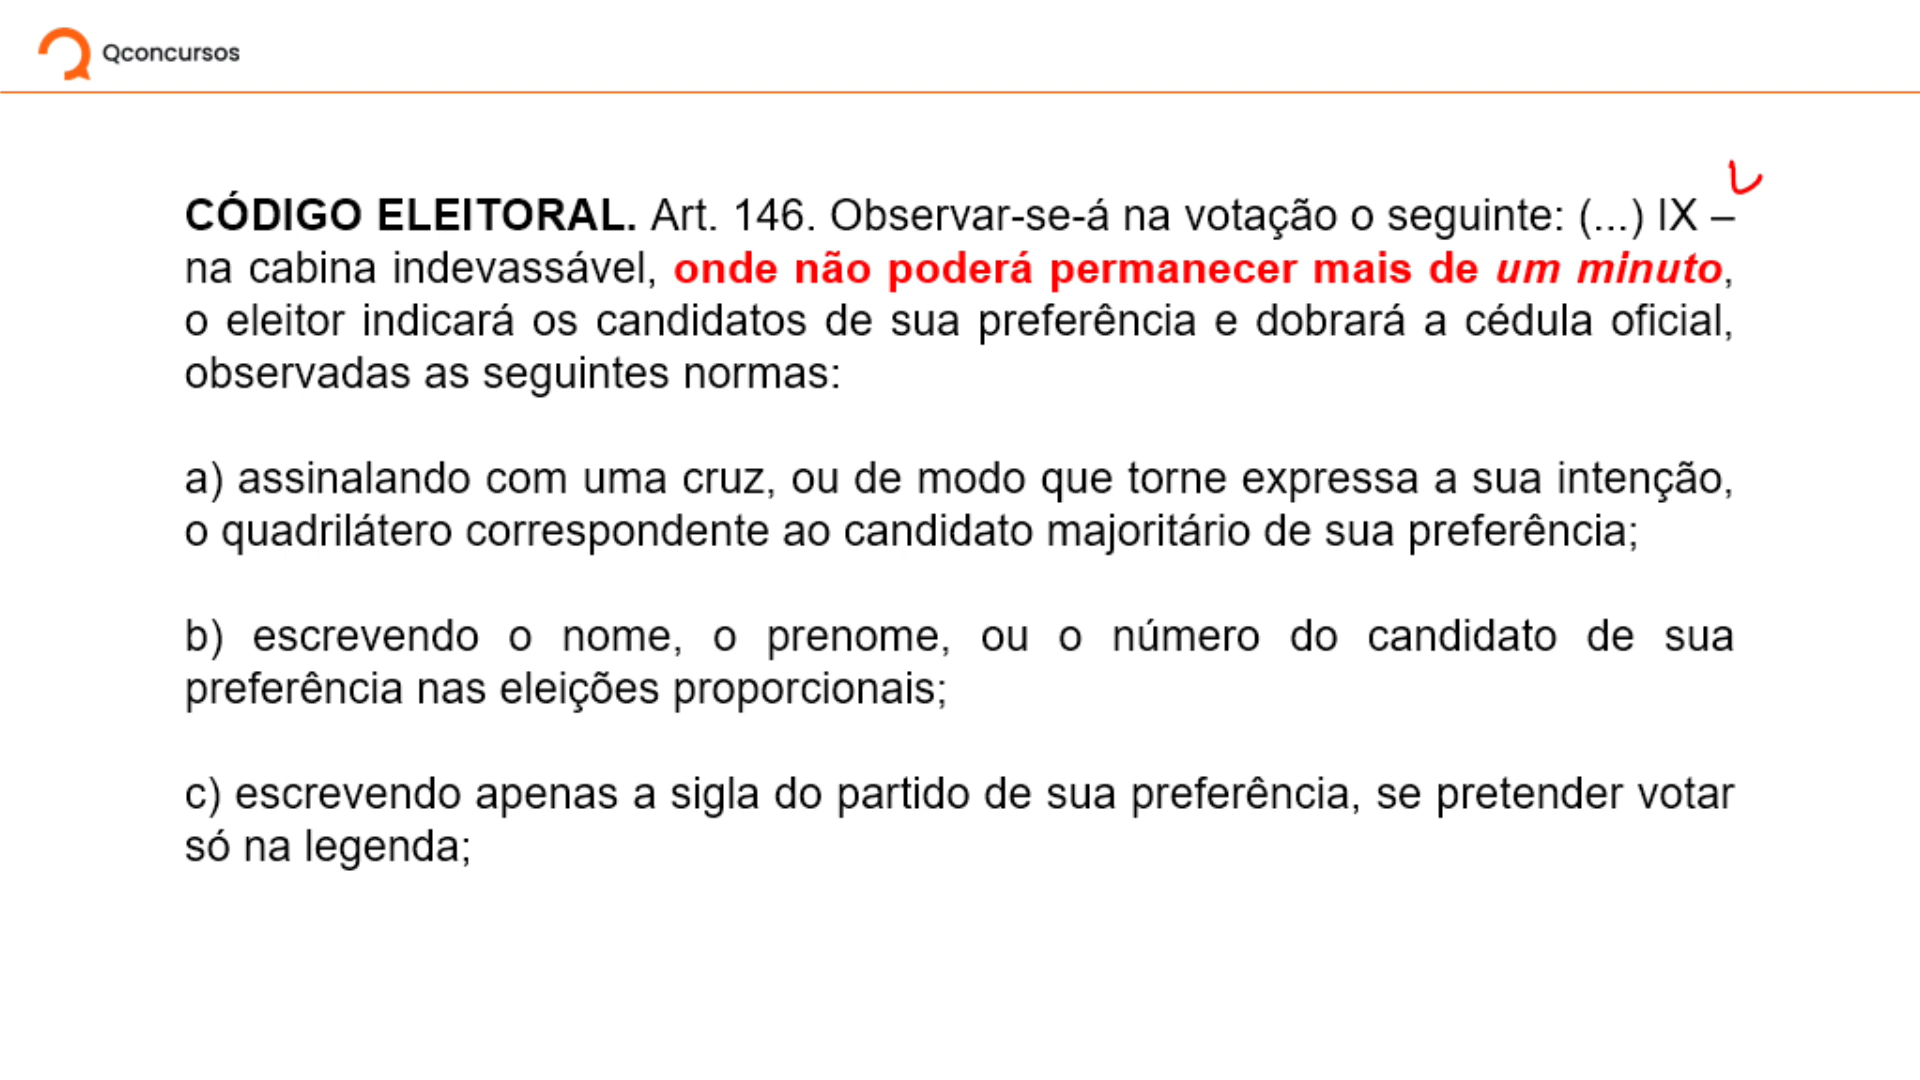 Qconcursos
CÓDIGO ELEITORAL. Art. 146. Observar-se-á na votação o seguinte: (...) IX –
na cabina indevassável, onde não poderá permanecer mais de um minuto,
o eleitor indicará os candidatos de sua preferência e dobrará a cédula oficial,
observadas as seguintes normas:
a) assinalando com uma cruz, ou de modo que torne expressa a sua intenção,
o quadrilátero correspondente ao candidato majoritário de sua preferência;
b) escrevendo o nome, o prenome, ou o número do candidato de sua
preferência nas eleições proporcionais;
c) escrevendo apenas a sigla do partido de sua preferência, se pretender votar
só na legenda;